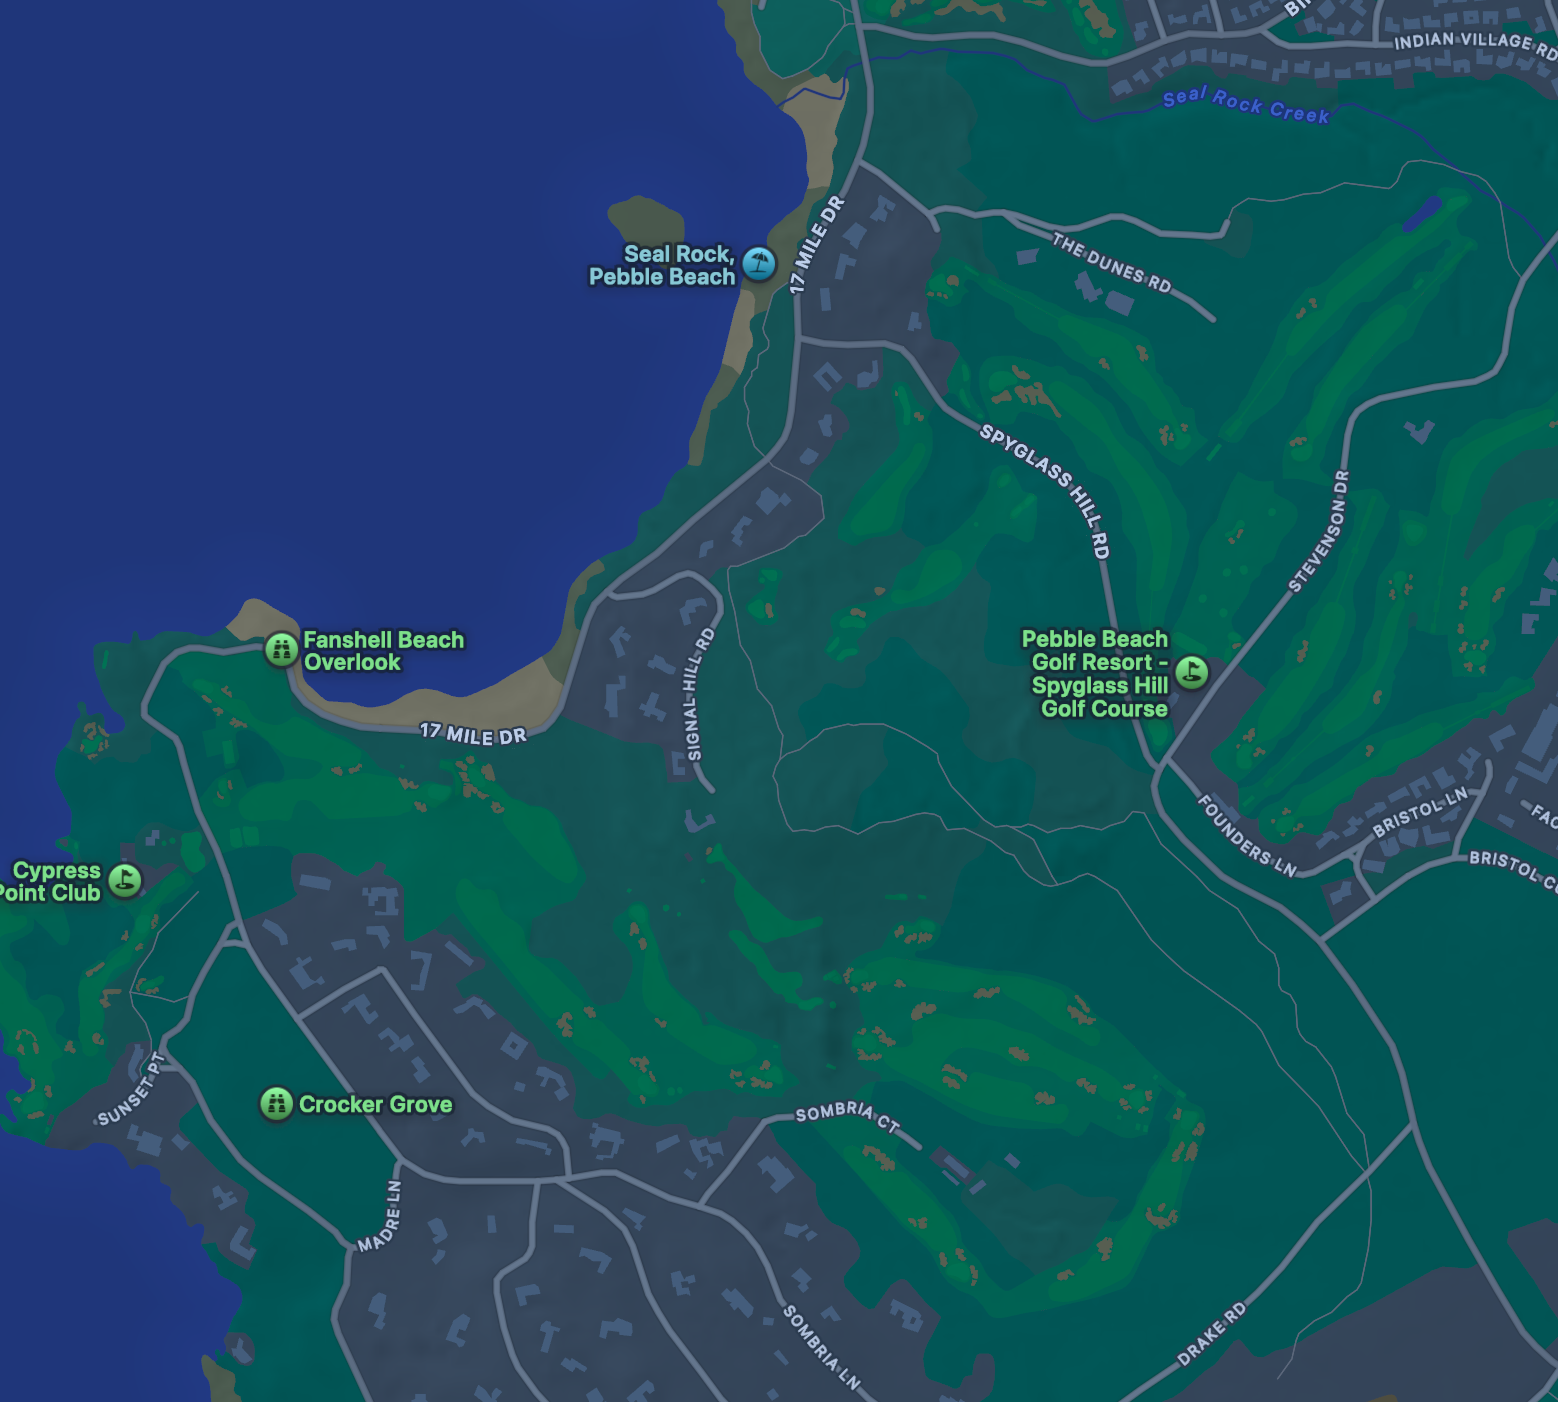 BI
INDIAN VILLAGE RD
Seal Rock Creek
17 MILE DR
Seal Rock,
Pebble Beach
THE DUNES RD
SPYGLASS HILL RD
STEVENSON DR
Fanshell Beach
Overlook
17 MILE DR
SIGNAL HILL RD
Pebble Beach
Golf Resort -
Spyglass Hill
Golf Course
FOUNDERS LN
BRISTOL LN
FAC
BRISTOL C
Cypress
Point Club
SUNSET PT
Crocker Grove
SOMBRIA CT
MADRE LN
SOMBRIA LN
DRAKE RD